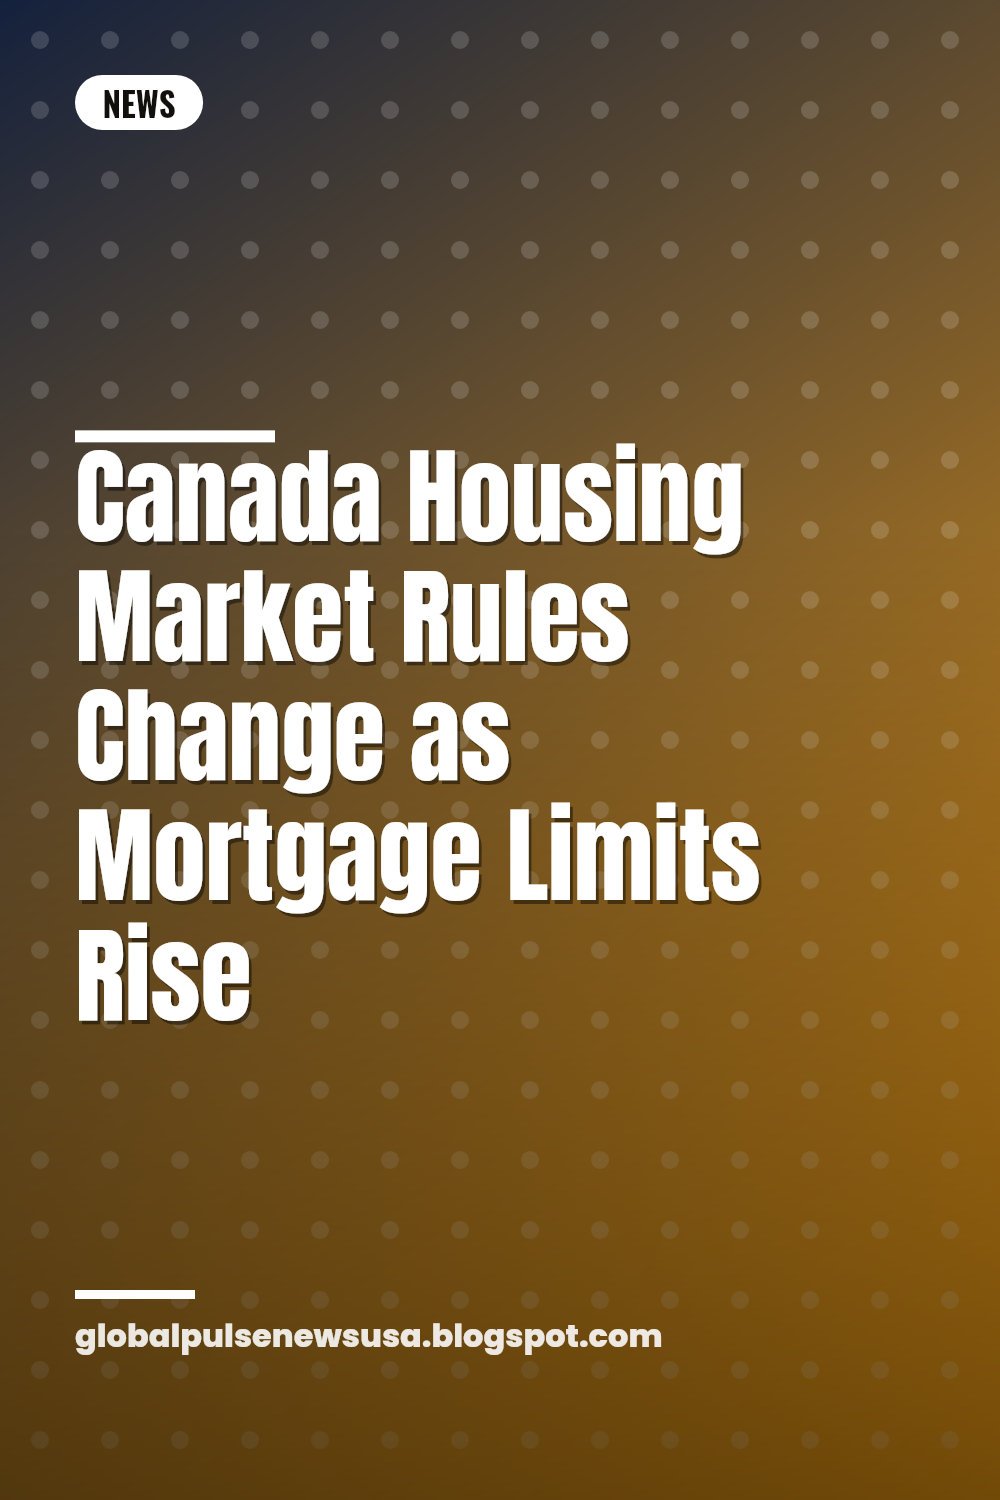 NEWS
Canada Housing
Market Rules
Change as
Mortgage Limits
Rise
globalpulsenewsusa.blogspot.com